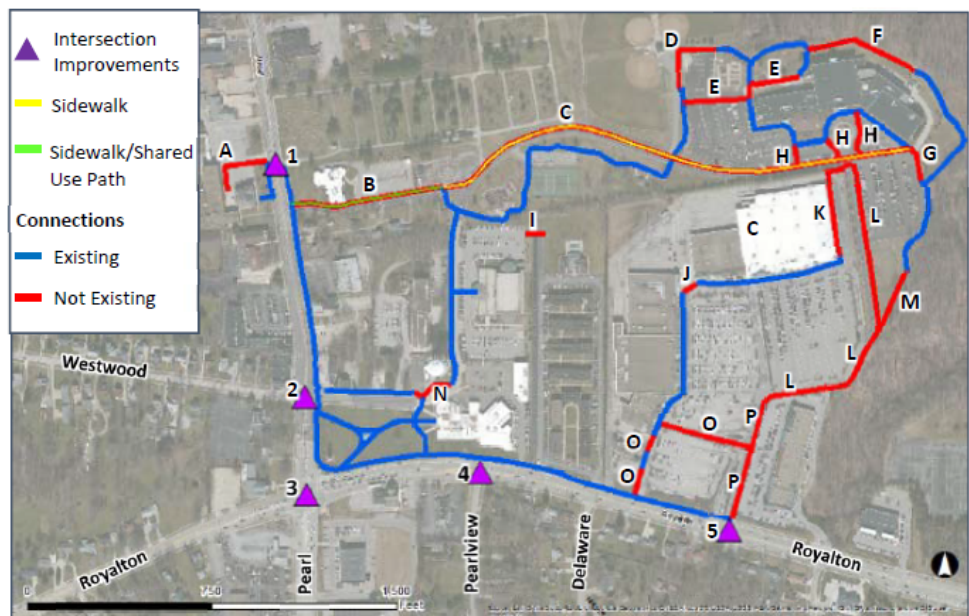 Intersection
Improvements
Sidewalk
Sidewalk/Shared
Use Path
Connections
Existing
Not Existing
D
F
E
E
C
A
1
H
H
H
G
B
I
C
K
L
J
M
Westwood
2
N
L
L
P
O
O
O
P
4
3
5
Royalton
Pearl
Pearlview
Delaware
Royalton
0
750
1,500
Feet